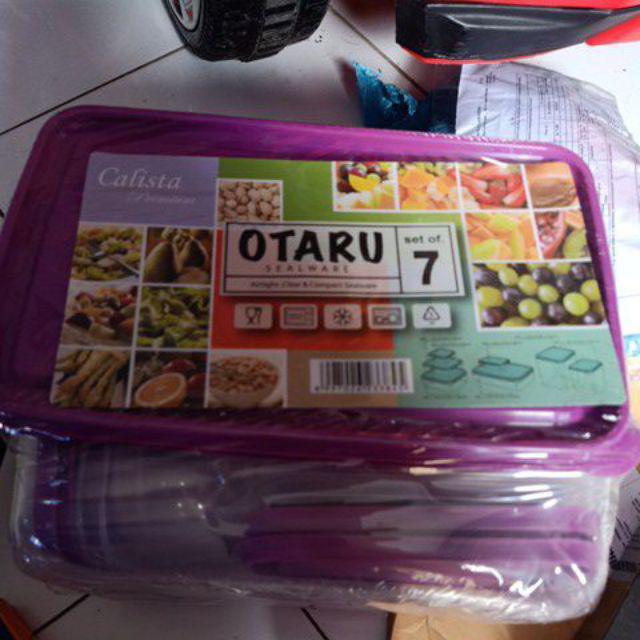 Calista
Premium
OTARU
SEALWARE
set of.
7
Airtight, Clear & Compact Sealware